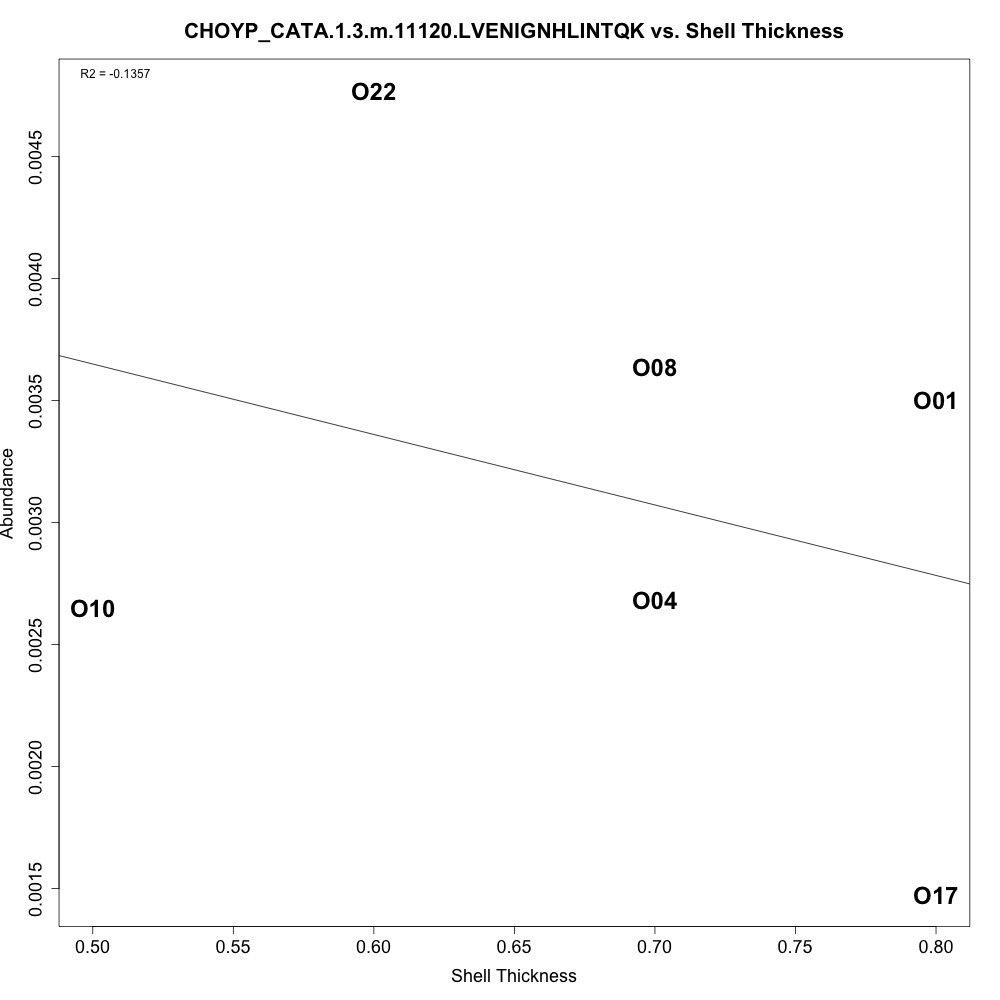 CHOYP_CATA.1.3.m.11120.LVENIGNHLINTQK vs. Shell Thickness
R2 = -0.1357
O22
O08
O01
O10
O04
O17
Abundance
0.0045
0.0040
0.0035
0.0030
0.0025
0.0020
0.0015
0.50 0.55 0.60 0.65 0.70 0.75 0.80
Shell Thickness